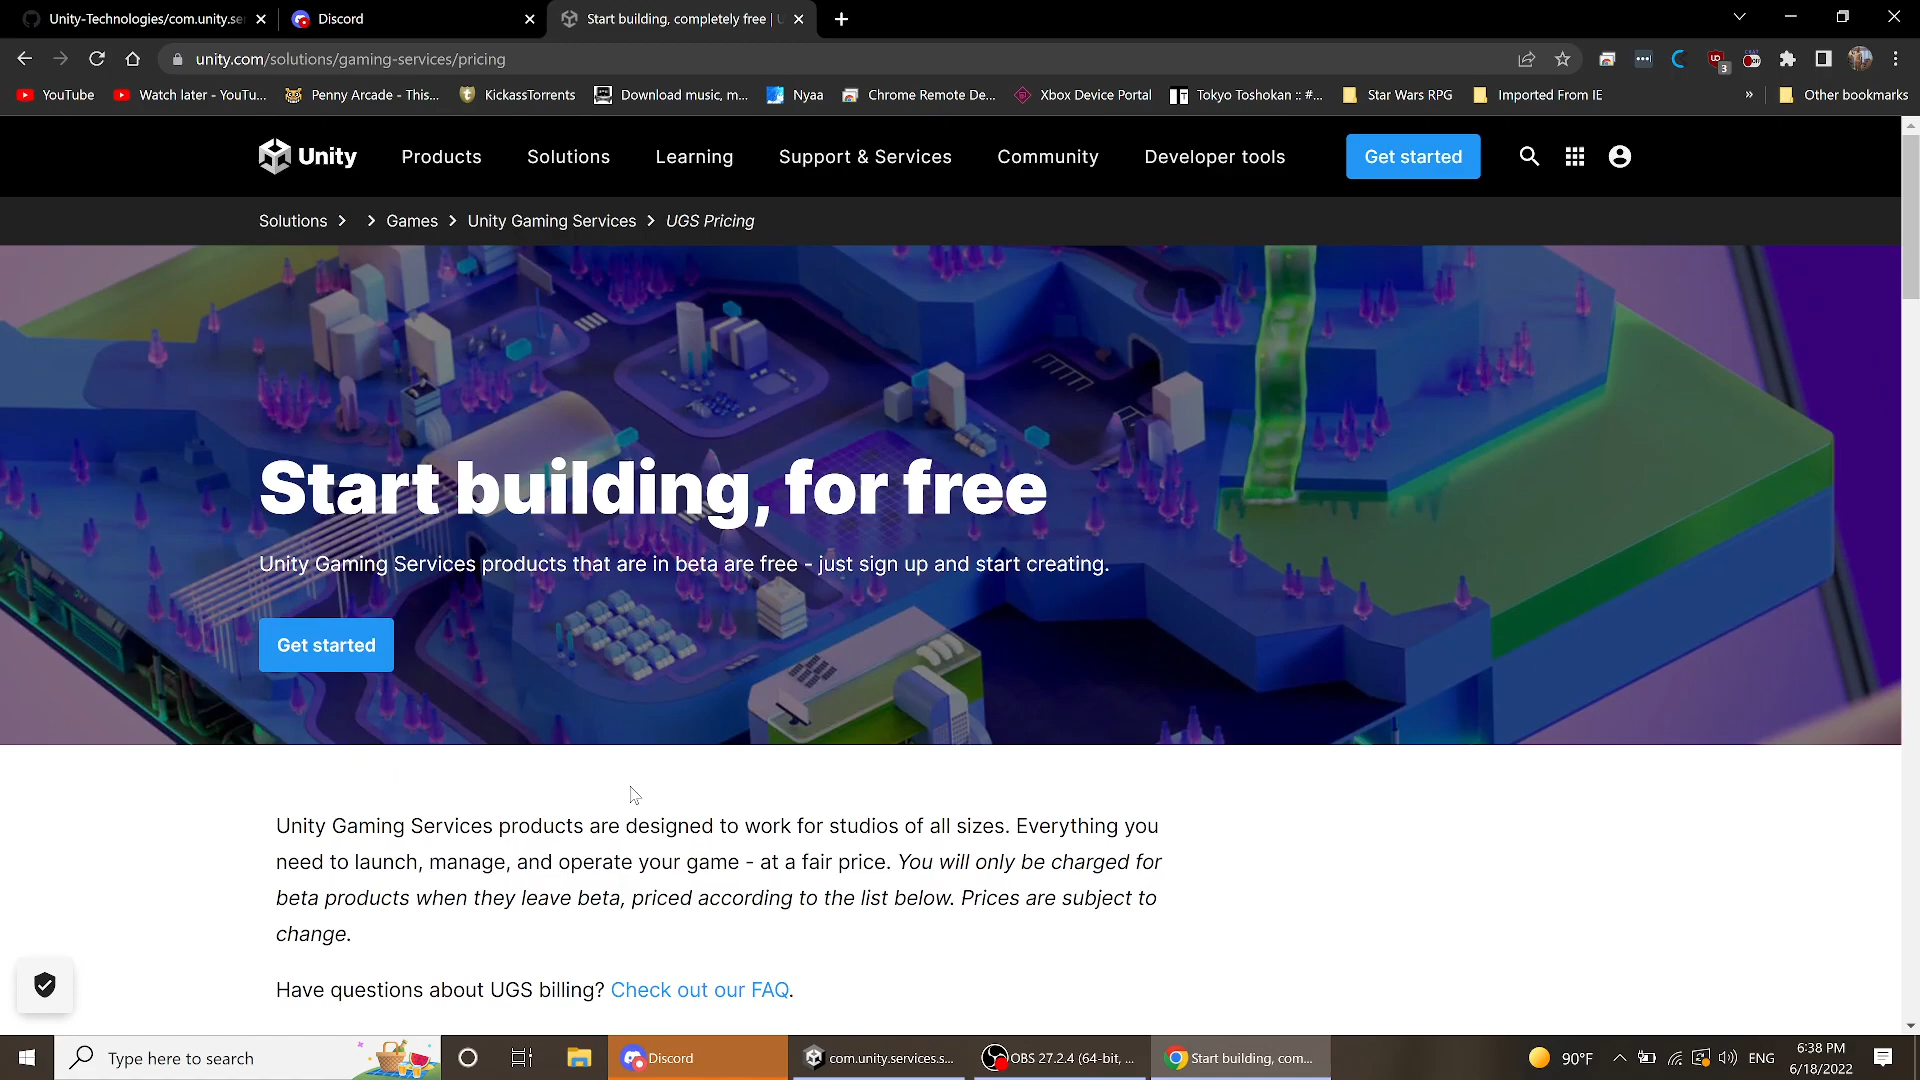 Unity-Technologies/com.unity.se
Discord
Start building, completely free |
unity.com/solutions/gaming-services/pricing
3
YouTube
Watch later - YouTu...
Penny Arcade - This...
KickassTorrents
Download music, m...
Nyaa
Chrome Remote De...
Xbox Device Portal
Tokyo Toshokan :: #...
Star Wars RPG
Imported From IE
»
Other bookmarks
Unity
Products
Solutions
Learning
Support & Services
Community
Developer tools
Get started
Solutions > > Games > Unity Gaming Services > UGS Pricing
Start building, for free
Unity Gaming Services products that are in beta are free - just sign up and start creating.
Get started
Unity Gaming Services products are designed to work for studios of all sizes. Everything you
need to launch, manage, and operate your game - at a fair price. You will only be charged for
beta products when they leave beta, priced according to the list below. Prices are subject to
change.
Have questions about UGS billing? Check out our FAQ.
Type here to search
Discord
com.unity.services.s...
OBS 27.2.4 (64-bit, ...
Start building, com...
90°F
ENG
6:38 PM
6/18/2022